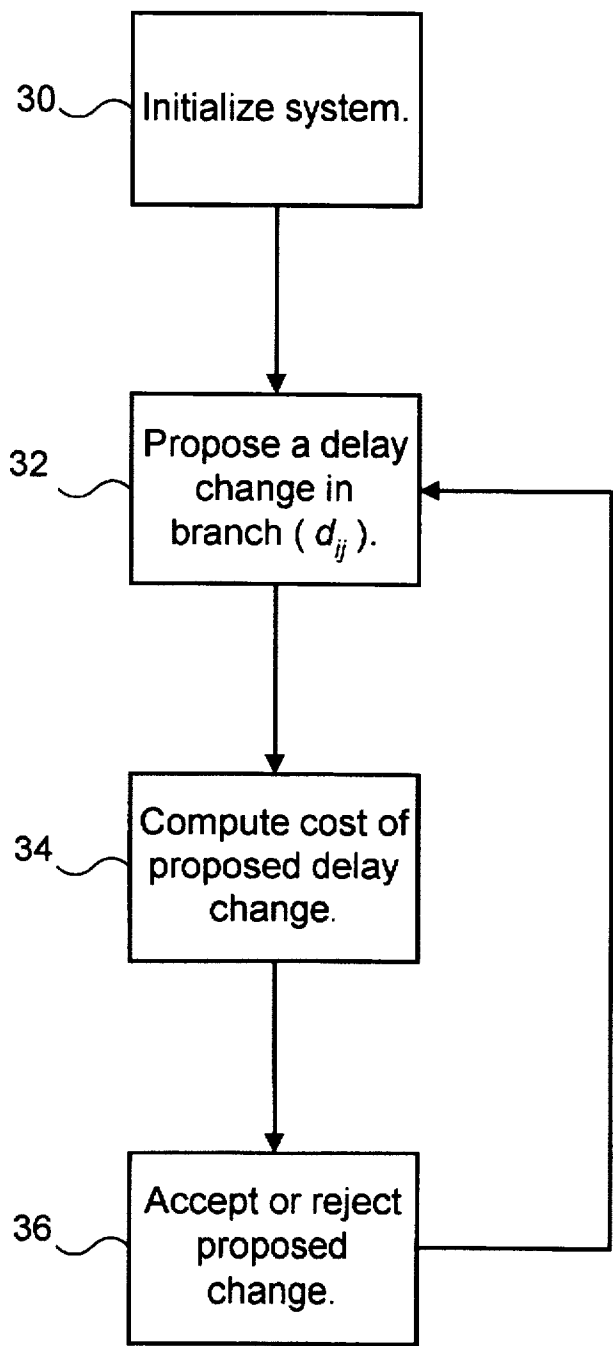 30
Initialize system.
32
Propose a delay
change in
branch ( d_ij ).
34
Compute cost of
proposed delay
change.
36
Accept or reject
proposed
change.